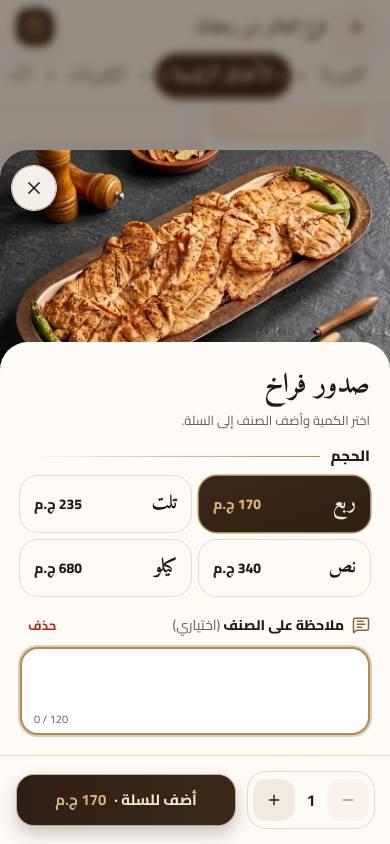 صدور فراخ
اختر الكمية وأضف الصنف إلى السلة.
الحجم
ربع 170 ج.م
تلت 235 ج.م
نص 340 ج.م
كيلو 680 ج.م
ملاحظة على الصنف (اختياري) حذف
0 / 120
− 1 +
أضف للسلة · 170 ج.م